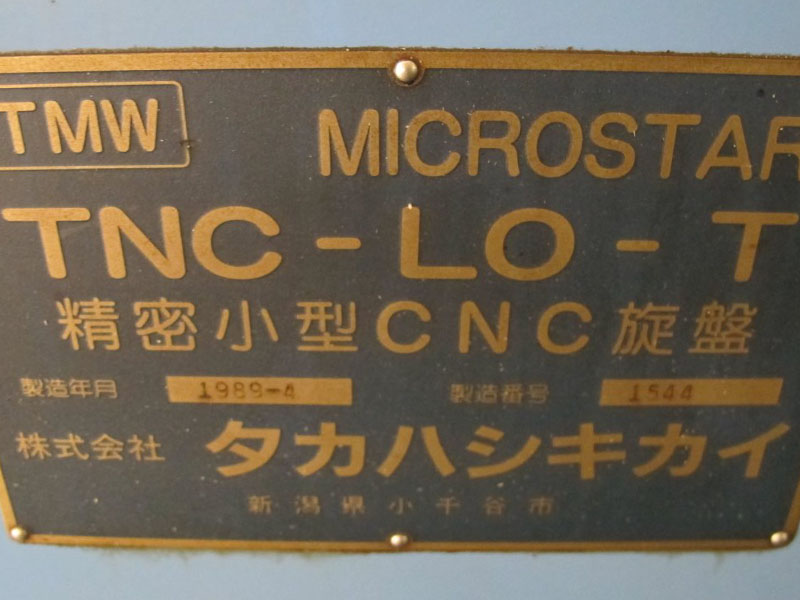 TMW MICROSTAR
TNC-LO-T
精密小型CNC旋盤
製造年月 1989-4 製造番号 1544
株式会社 タカハシキカイ
新潟県小千谷市